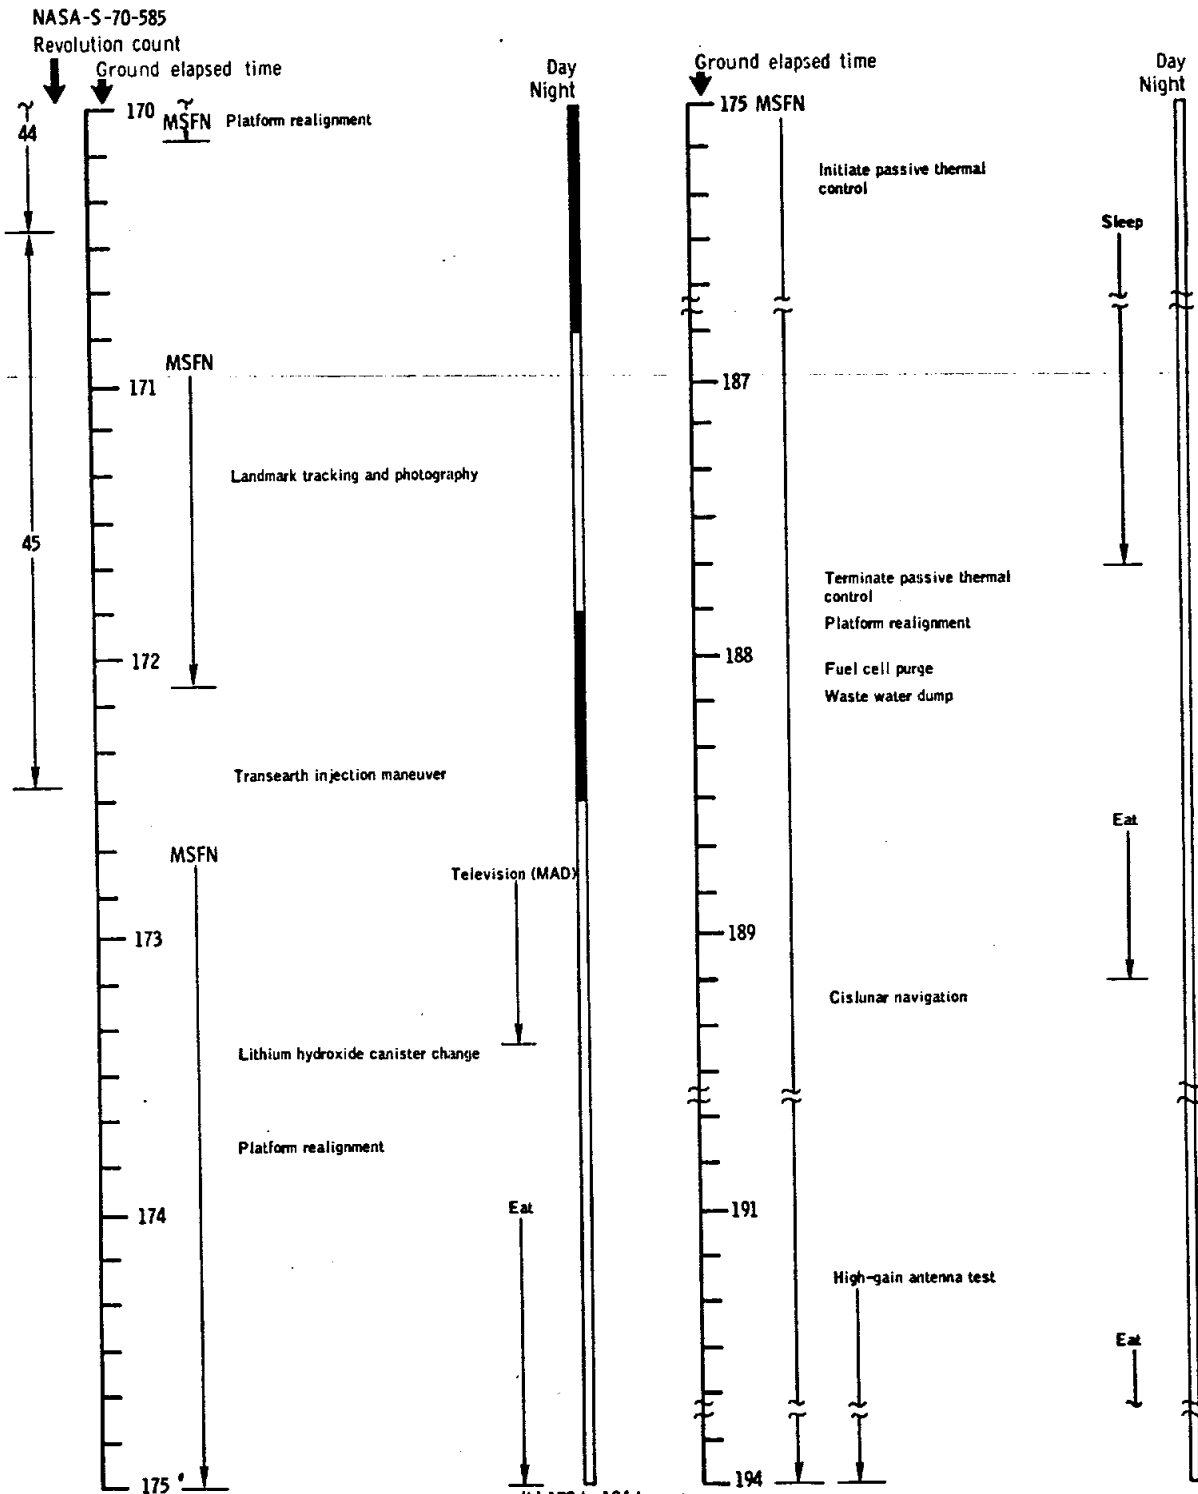 NASA-S-70-585
Revolution count
Ground elapsed time
Day
Night
170
MSFN
Platform realignment
44
MSFN
171
Landmark tracking and photography
45
172
Transearth injection maneuver
MSFN
Television (MAD)
173
Lithium hydroxide canister change
Platform realignment
Eat
174
175
Ground elapsed time
Day
Night
175 MSFN
Initiate passive thermal
control
Sleep
187
Terminate passive thermal
control
Platform realignment
188
Fuel cell purge
Waste water dump
Eat
189
Cislunar navigation
191
High-gain antenna test
Eat
194